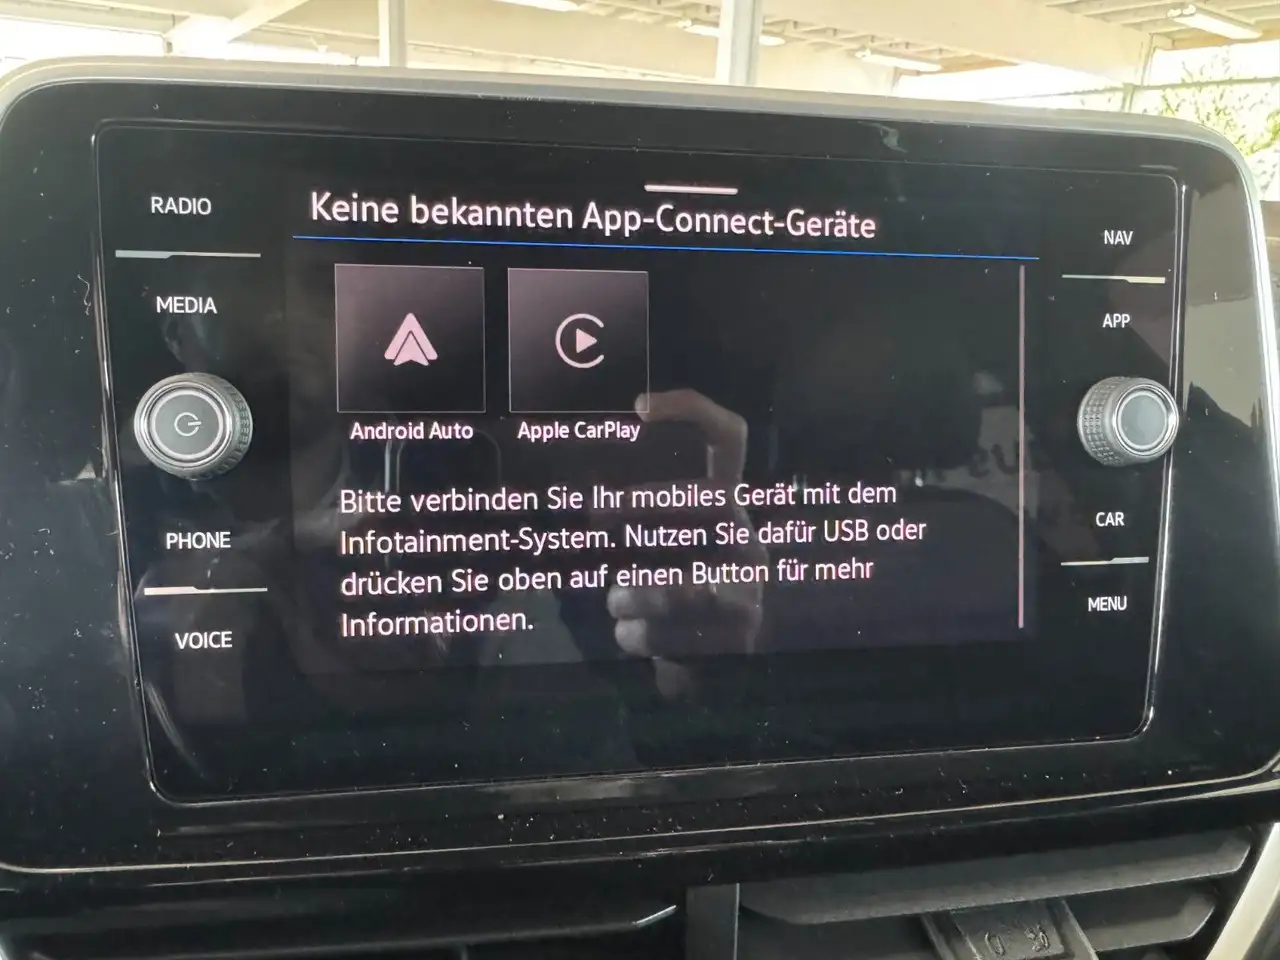 RADIO
MEDIA
PHONE
VOICE
Keine bekannten App-Connect-Geräte
Android Auto
Apple CarPlay
Bitte verbinden Sie Ihr mobiles Gerät mit dem
Infotainment-System. Nutzen Sie dafür USB oder
drücken Sie oben auf einen Button für mehr
Informationen.
NAV
APP
CAR
MENU